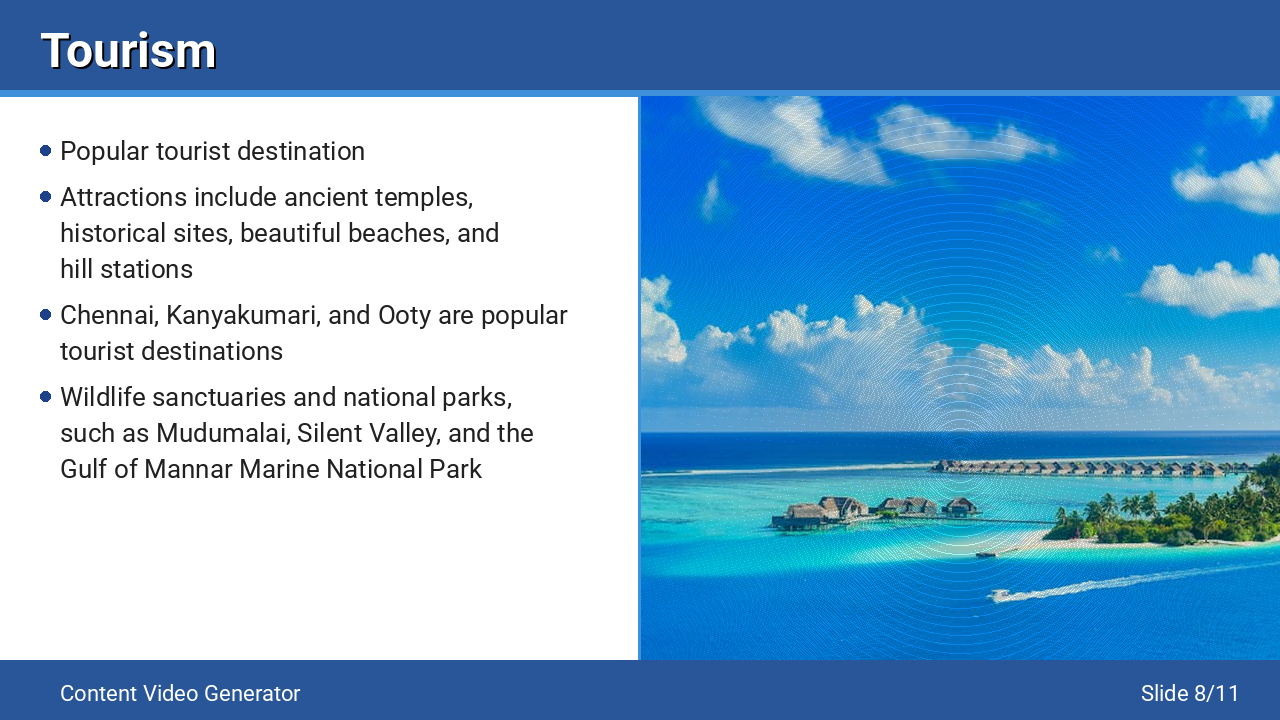 Tourism
Popular tourist destination
Attractions include ancient temples,
historical sites, beautiful beaches, and
hill stations
Chennai, Kanyakumari, and Ooty are popular
tourist destinations
Wildlife sanctuaries and national parks,
such as Mudumalai, Silent Valley, and the
Gulf of Mannar Marine National Park
Content Video Generator
Slide 8/11